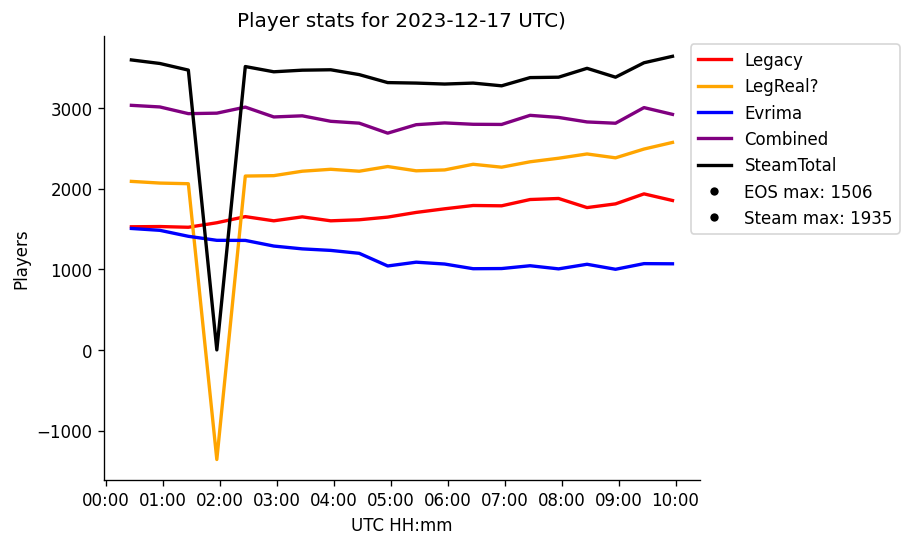 Player stats for 2023-12-17 UTC)
Players
3000
2000
1000
0
−1000
00:00 01:00 02:00 03:00 04:00 05:00 06:00 07:00 08:00 09:00 10:00
UTC HH:mm
Legacy
LegReal?
Evrima
Combined
SteamTotal
EOS max: 1506
Steam max: 1935